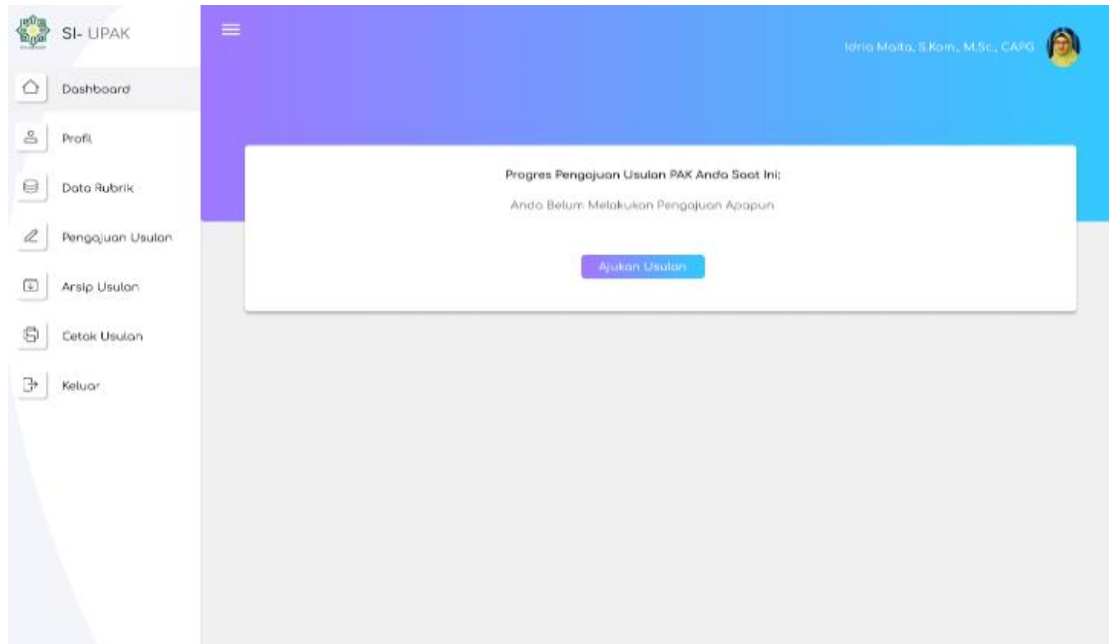 SI- UPAK
Idria Maita, S.Kom., M.Sc., CAPG
Dashboard
Profil
Data Rubrik
Pengajuan Usulan
Arsip Usulan
Cetak Usulan
Keluar
Progres Pengajuan Usulan PAK Anda Saat Ini:
Anda Belum Melakukan Pengajuan Apapun
Ajukan Usulan